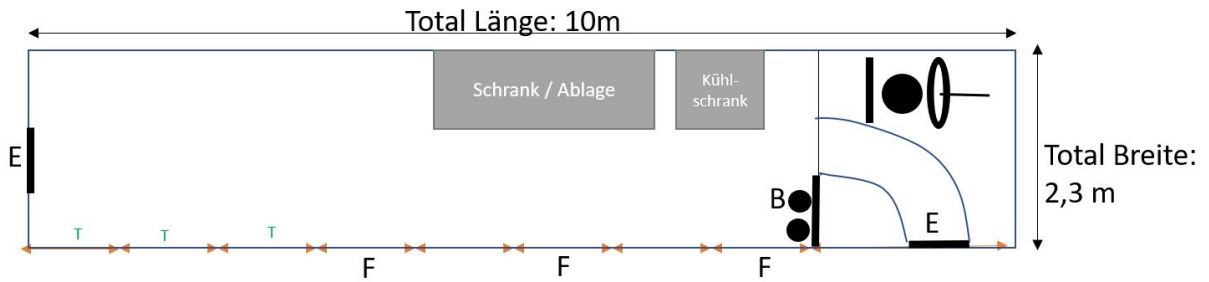 Total Länge: 10m
Schrank / Ablage
Kühl-
schrank
Total Breite:
2,3 m
E
B
E
T
T
T
F
F
F